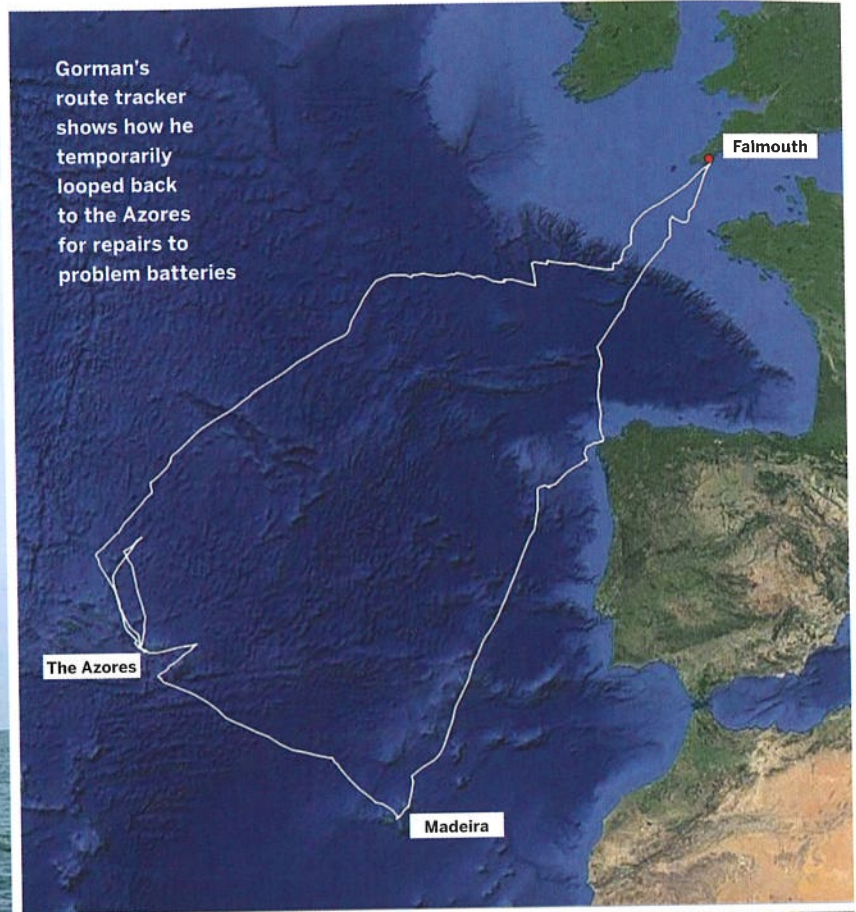 Gorman's
route tracker
shows how he
temporarily
looped back
to the Azores
for repairs to
problem batteries
Falmouth
The Azores
Madeira